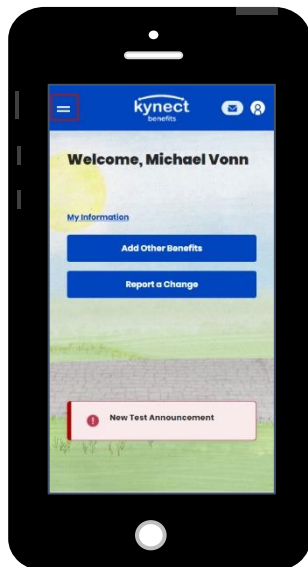 kynect
benefits
Welcome, Michael Vonn
My Information
Add Other Benefits
Report a Change
New Test Announcement